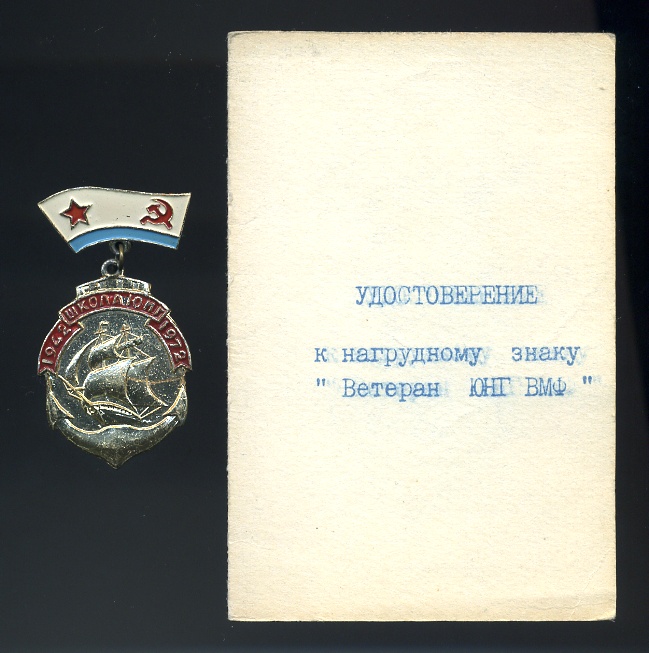 1942 ШКОЛА ЮНГ 1972
УДОСТОВЕРЕНИЕ
к нагрудному знаку
" Ветеран ЮНГ ВМФ "